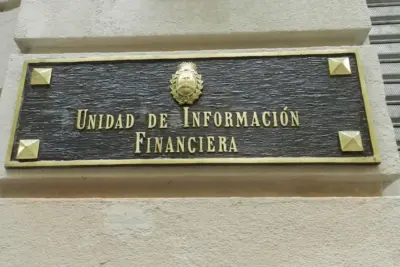 Unidad de Información
Financiera